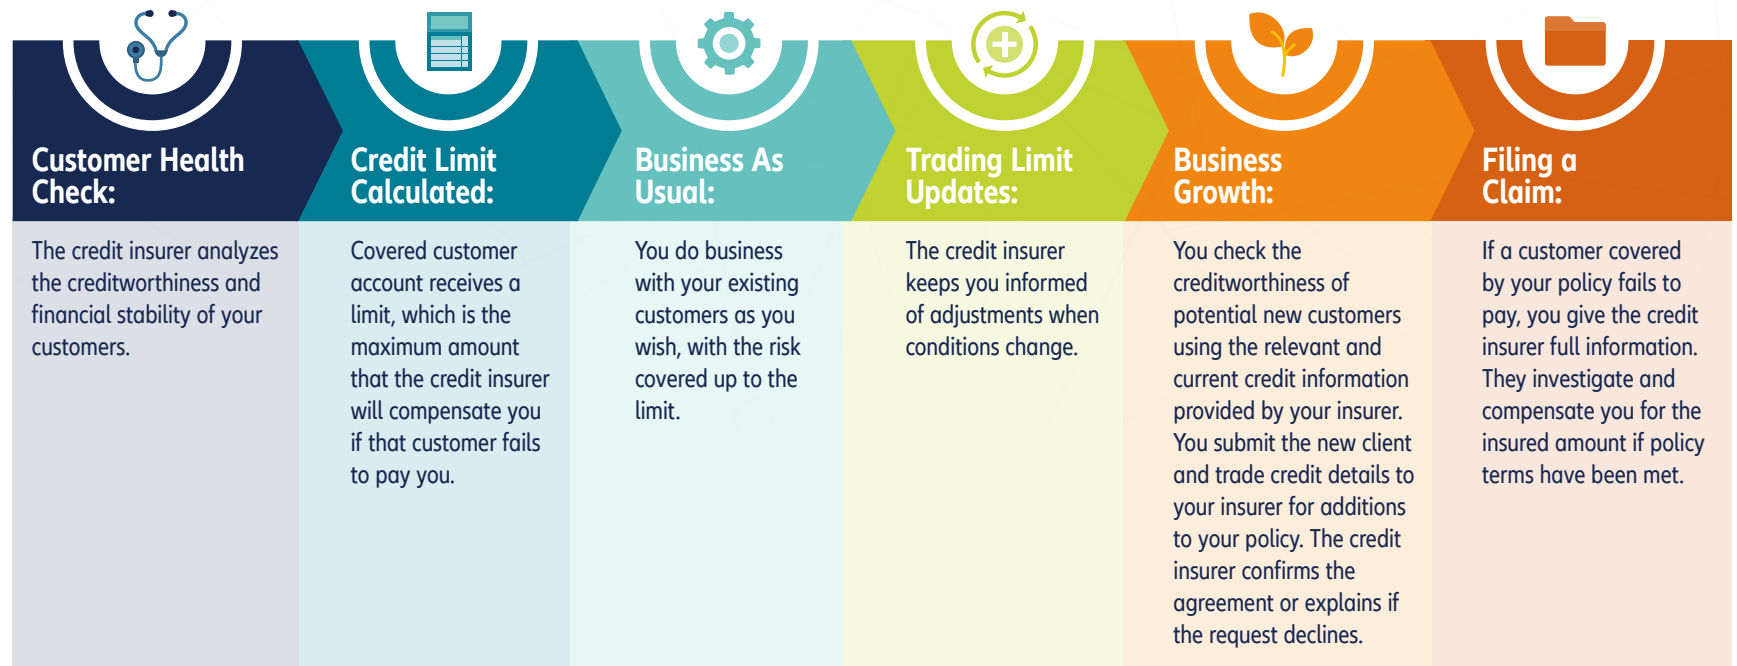 Customer Health
Check:
The credit insurer analyzes
the creditworthiness and
financial stability of your
customers.
Credit Limit
Calculated:
Covered customer
account receives a
limit, which is the
maximum amount
that the credit insurer
will compensate you
if that customer fails
to pay you.
Business As
Usual:
You do business
with your existing
customers as you
wish, with the risk
covered up to the
limit.
Trading Limit
Updates:
The credit insurer
keeps you informed
of adjustments when
conditions change.
Business
Growth:
You check the
creditworthiness of
potential new customers
using the relevant and
current credit information
provided by your insurer.
You submit the new client
and trade credit details to
your insurer for additions
to your policy. The credit
insurer confirms the
agreement or explains if
the request declines.
Filing a
Claim:
If a customer covered
by your policy fails to
pay, you give the credit
insurer full information.
They investigate and
compensate you for the
insured amount if policy
terms have been met.